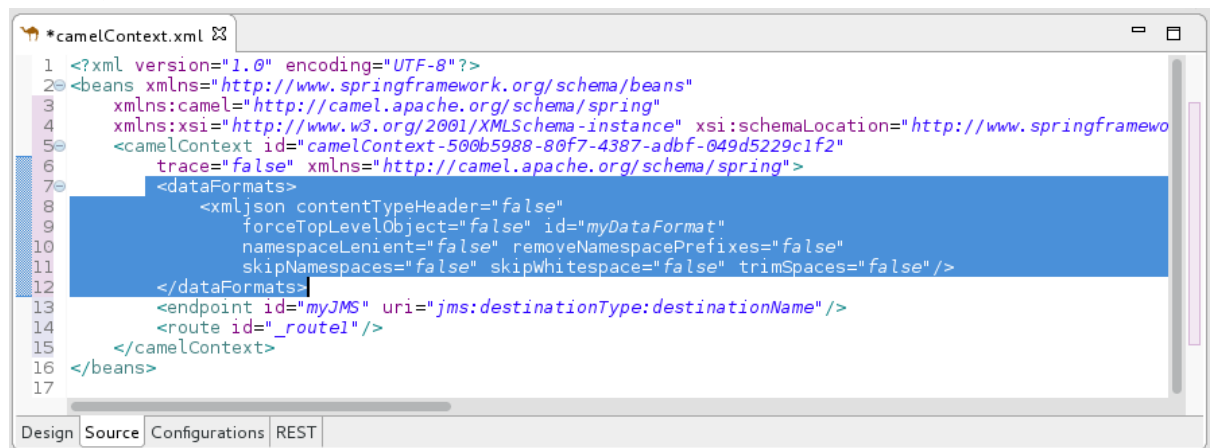 *camelContext.xml
1 <?xml version="1.0" encoding="UTF-8"?>
2 <beans xmlns="http://www.springframework.org/schema/beans"
3     xmlns:camel="http://camel.apache.org/schema/spring"
4     xmlns:xsi="http://www.w3.org/2001/XMLSchema-instance" xsi:schemaLocation="http://www.springframewo
5     <camelContext id="camelContext-500b5988-80f7-4387-adbf-049d5229c1f2"
6         trace="false" xmlns="http://camel.apache.org/schema/spring">
7         <dataFormats>
8             <xmljson contentTypeHeader="false"
9                 forceTopLevelObject="false" id="myDataFormat"
10                 namespaceLenient="false" removeNamespacePrefixes="false"
11                 skipNamespaces="false" skipWhitespace="false" trimSpaces="false"/>
12         </dataFormats>
13         <endpoint id="myJMS" uri="jms:destinationType:destinationName"/>
14         <route id="_route1"/>
15     </camelContext>
16 </beans>
17
Design Source Configurations REST